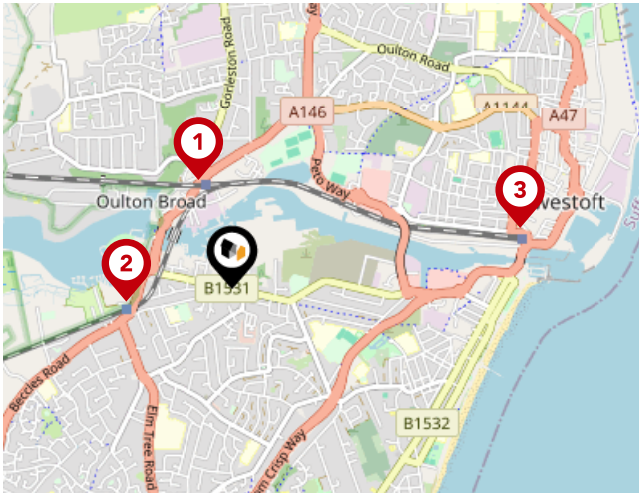 Gorleston Road
Oulton Road
A146
A1144
A47
1
Peto Way
3
Oulton Broad
westoft
2
B1531
Beccles Road
Elm Tree Road
B1532
m Crisp Way